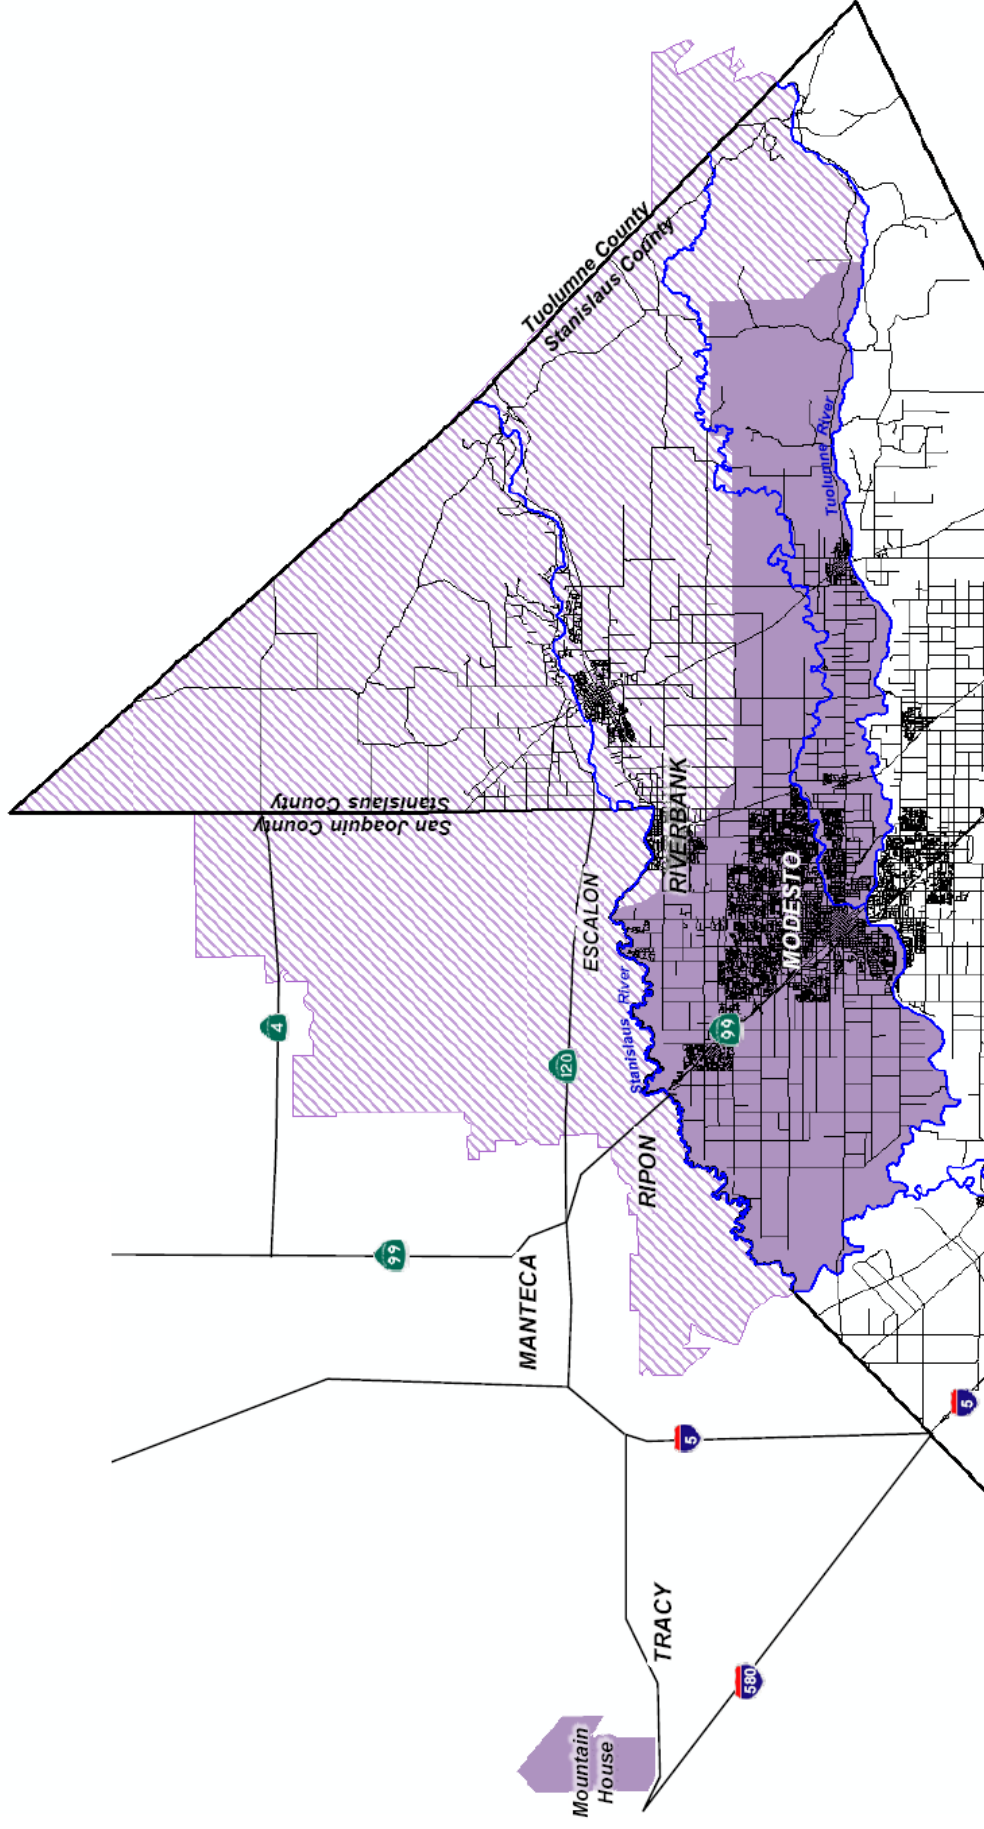 Tuolumne County
Stanislaus County
Stanislaus County
San Joaquin County
Tuolumne River
RIVERBANK
MODESTO
ESCALON
Stanislaus River
4
120
99
RIPON
99
MANTECA
5
5
TRACY
580
Mountain
House